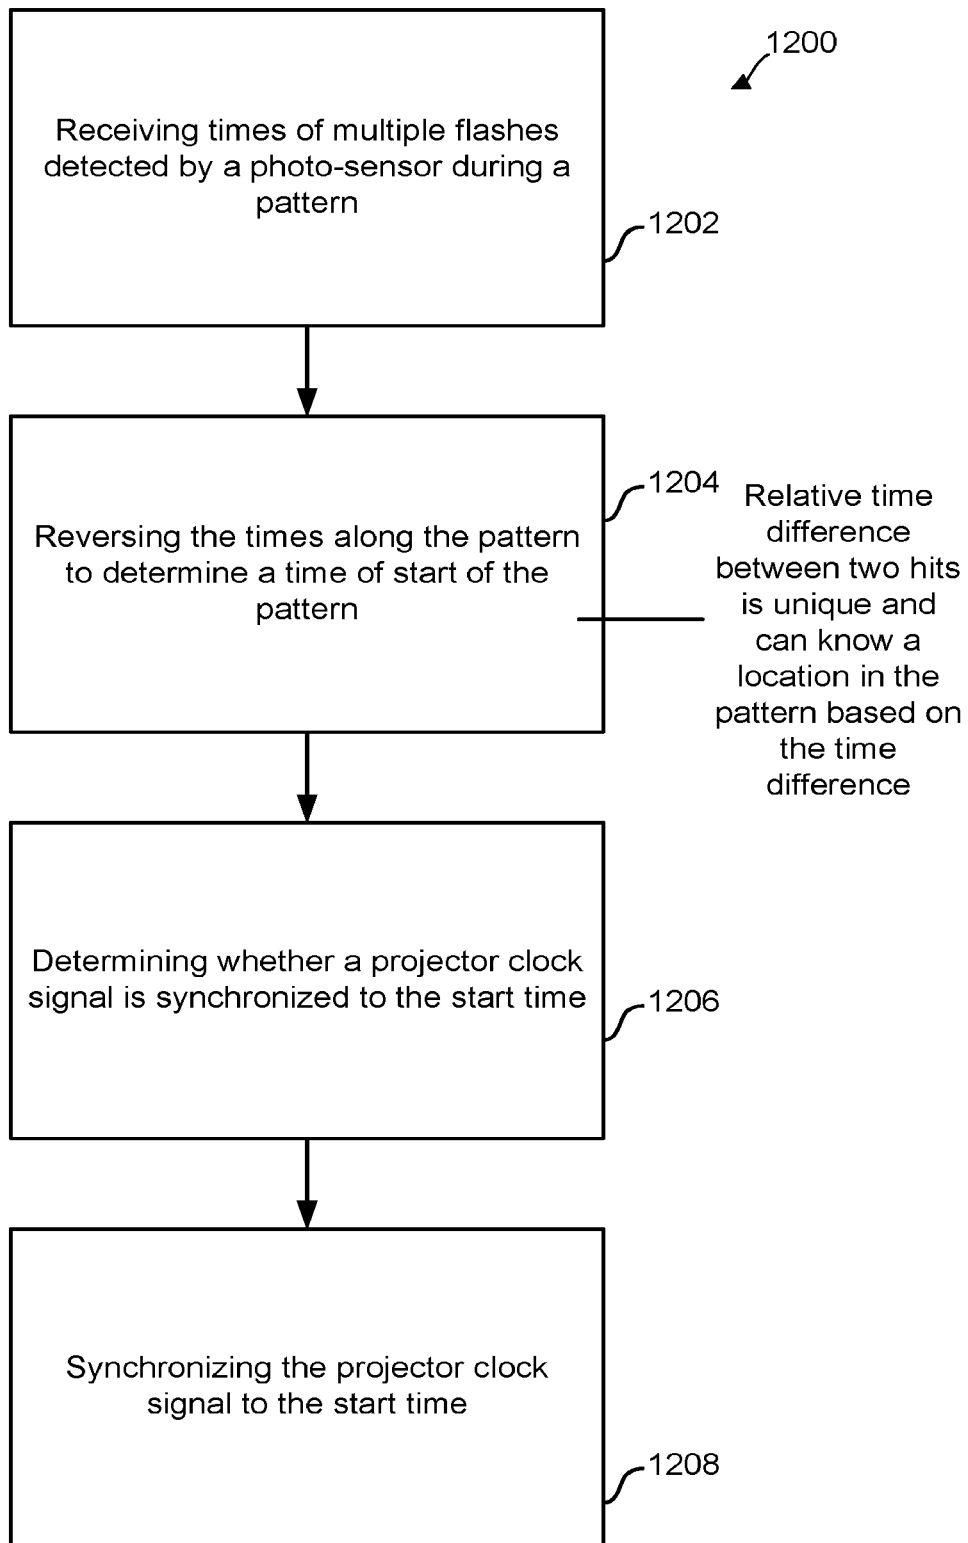 1200
Receiving times of multiple flashes
detected by a photo-sensor during a
pattern
1202
Reversing the times along the pattern
to determine a time of start of the
pattern
1204
Relative time
difference
between two hits
is unique and
can know a
location in the
pattern based on
the time
difference
Determining whether a projector clock
signal is synchronized to the start time
1206
Synchronizing the projector clock
signal to the start time
1208